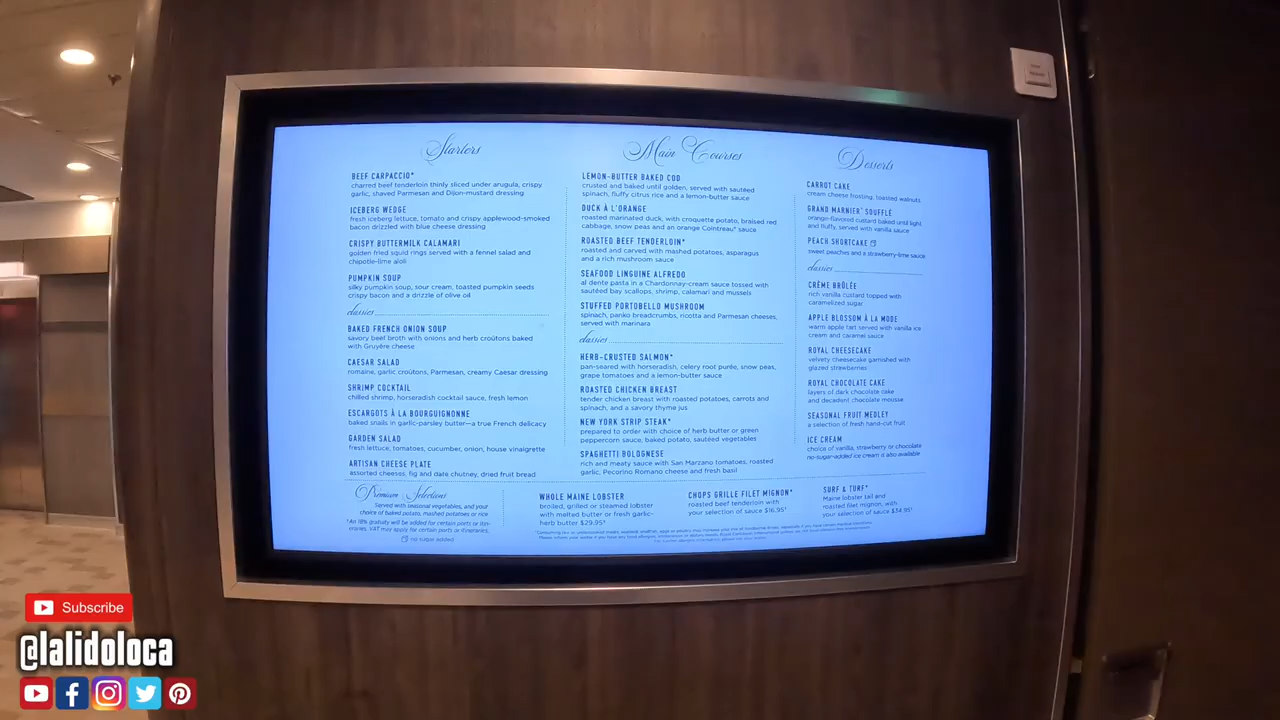 Starters
BEEF CARPACCIO*
charred beef tenderloin thinly sliced under arugula, crispy
garlic, shaved Parmesan and Dijon-mustard dressing
ICEBERG WEDGE
fresh iceberg lettuce, tomato and crispy applewood-smoked
bacon drizzled with blue cheese dressing
CRISPY BUTTERMILK CALAMARI
golden fried squid rings served with a fennel salad and
chipotle-lime aioli
PUMPKIN SOUP
silky pumpkin soup, sour cream, toasted pumpkin seeds
crispy bacon and a drizzle of olive oil
classics
BAKED FRENCH ONION SOUP
savory beef broth with onions and herb croûtons baked
with Gruyère cheese
CAESAR SALAD
romaine, garlic croûtons, Parmesan, creamy Caesar dressing
SHRIMP COCKTAIL
chilled shrimp, horseradish cocktail sauce, fresh lemon
ESCARGOTS À LA BOURGUIGNONNE
baked snails in garlic-parsley butter—a true French delicacy
GARDEN SALAD
fresh lettuce, tomatoes, cucumber, onion, house vinaigrette
ARTISAN CHEESE PLATE
assorted cheeses, fig and date chutney, dried fruit bread
Main Courses
LEMON-BUTTER BAKED COD
crusted and baked until golden, served with sautéed
spinach, fluffy citrus rice and a lemon-butter sauce
DUCK À L'ORANGE
roasted marinated duck, with croquette potato, braised red
cabbage, snow peas and an orange Cointreau® sauce
ROASTED BEEF TENDERLOIN*
roasted and carved with mashed potatoes, asparagus
and a rich mushroom sauce
SEAFOOD LINGUINE ALFREDO
al dente pasta in a Chardonnay-cream sauce tossed with
sautéed bay scallops, shrimp, calamari and mussels
STUFFED PORTOBELLO MUSHROOM
spinach, panko breadcrumbs, ricotta and Parmesan cheeses,
served with marinara
classics
HERB-CRUSTED SALMON*
pan-seared with horseradish, celery root purée, snow peas,
grape tomatoes and a lemon-butter sauce
ROASTED CHICKEN BREAST
tender chicken breast with roasted potatoes, carrots and
spinach, and a savory thyme jus
NEW YORK STRIP STEAK*
prepared to order with choice of herb butter or green
peppercorn sauce, baked potato, sautéed vegetables
SPAGHETTI BOLOGNESE
rich and meaty sauce with San Marzano tomatoes, roasted
garlic, Pecorino Romano cheese and fresh basil
Desserts
CARROT CAKE
cream cheese frosting, toasted walnuts
GRAND MARNIER® SOUFFLÉ
orange-flavored custard baked until light
and fluffy, served with vanilla sauce
PEACH SHORTCAKE
sweet peaches and a strawberry-lime sauce
classics
CRÈME BRÛLÉE
rich vanilla custard topped with
caramelized sugar
APPLE BLOSSOM À LA MODE
warm apple tart served with vanilla ice
cream and caramel sauce
ROYAL CHEESECAKE
velvety cheesecake garnished with
glazed strawberries
ROYAL CHOCOLATE CAKE
layers of dark chocolate cake
and decadent chocolate mousse
SEASONAL FRUIT MEDLEY
a selection of fresh hand-cut fruit
ICE CREAM
choice of vanilla, strawberry or chocolate
no-sugar-added ice cream is also available
Premium Selections
Served with seasonal vegetables, and your
choice of baked potato, mashed potatoes or rice
*An 18% gratuity will be added for certain ports or itin-
eraries. VAT may apply for certain ports or itineraries.
no sugar added
WHOLE MAINE LOBSTER
broiled, grilled or steamed lobster
with melted butter or fresh garlic-
herb butter $29.95‡
CHOPS GRILLE FILET MIGNON*
roasted beef tenderloin with
your selection of sauce $16.95‡
SURF & TURF*
Maine lobster tail and
roasted filet mignon, with
your selection of sauce $34.95‡
Subscribe
@lalidoloca